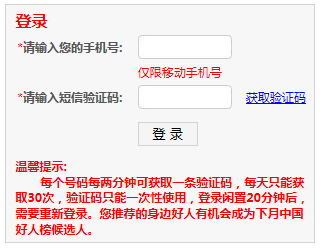 登录
*请输入您的手机号:
仅限移动手机号
*请输入短信验证码: 获取验证码
登 录
温馨提示:
每个号码每两分钟可获取一条验证码，每天只能获
取30次，验证码只能一次性使用，登录闲置20分钟后，
需要重新登录。您推荐的身边好人有机会成为下月中国
好人榜候选人。